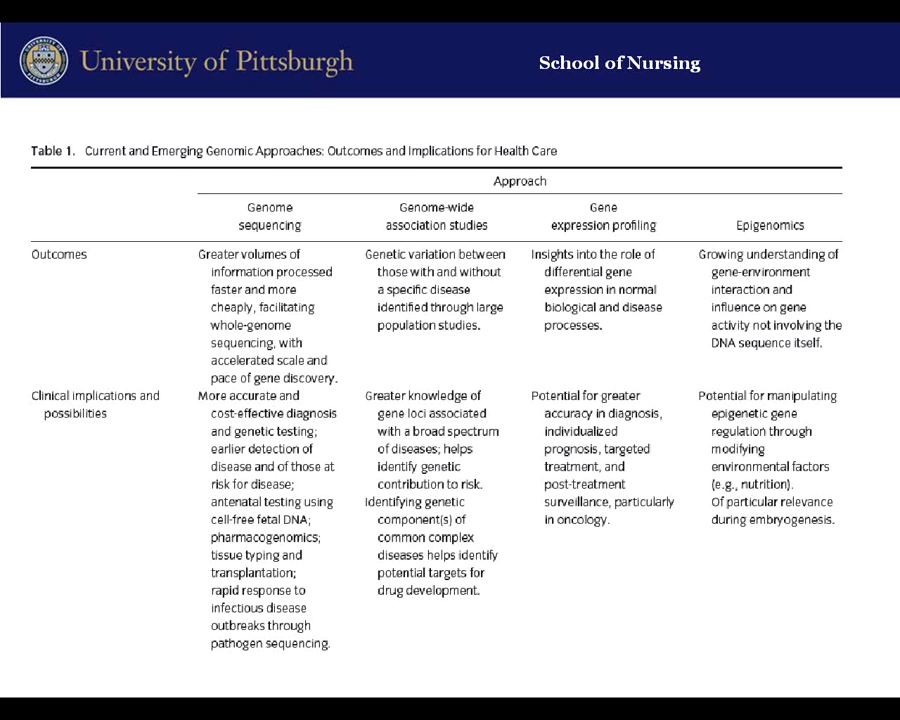 University of Pittsburgh
School of Nursing
Table 1. Current and Emerging Genomic Approaches: Outcomes and Implications for Health Care
Approach
Genome
sequencing
Genome-wide
association studies
Gene
expression profiling
Epigenomics
Outcomes
Greater volumes of
information processed
faster and more
cheaply, facilitating
whole-genome
sequencing, with
accelerated scale and
pace of gene discovery.
Genetic variation between
those with and without
a specific disease
identified through large
population studies.
Insights into the role of
differential gene
expression in normal
biological and disease
processes.
Growing understanding of
gene-environment
interaction and
influence on gene
activity not involving the
DNA sequence itself.
Clinical implications and
possibilities
More accurate and
cost-effective diagnosis
and genetic testing;
earlier detection of
disease and of those at
risk for disease;
antenatal testing using
cell-free fetal DNA;
pharmacogenomics;
tissue typing and
transplantation;
rapid response to
infectious disease
outbreaks through
pathogen sequencing.
Greater knowledge of
gene loci associated
with a broad spectrum
of diseases; helps
identify genetic
contribution to risk.
Identifying genetic
component(s) of
common complex
diseases helps identify
potential targets for
drug development.
Potential for greater
accuracy in diagnosis,
individualized
prognosis, targeted
treatment, and
post-treatment
surveillance, particularly
in oncology.
Potential for manipulating
epigenetic gene
regulation through
modifying
environmental factors
(e.g., nutrition).
Of particular relevance
during embryogenesis.